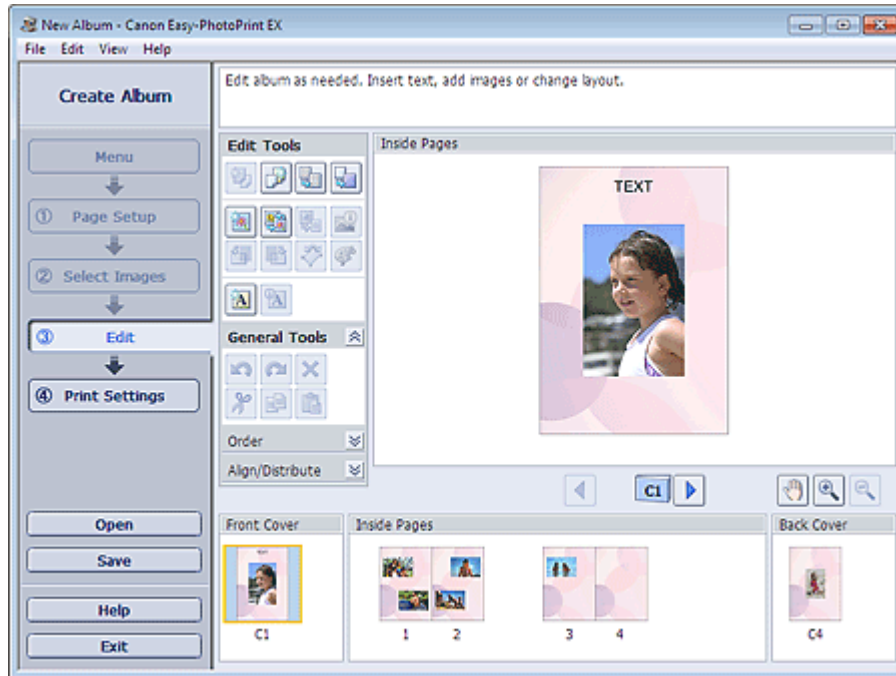 New Album - Canon Easy-PhotoPrint EX
File Edit View Help
Create Album
Edit album as needed. Insert text, add images or change layout.
Menu
① Page Setup
② Select Images
③ Edit
④ Print Settings
Open
Save
Help
Exit
Edit Tools
A A
General Tools
Order
Align/Distribute
Inside Pages
TEXT
C1
Front Cover
TEXT
C1
Inside Pages
1 2 3 4
Back Cover
C4